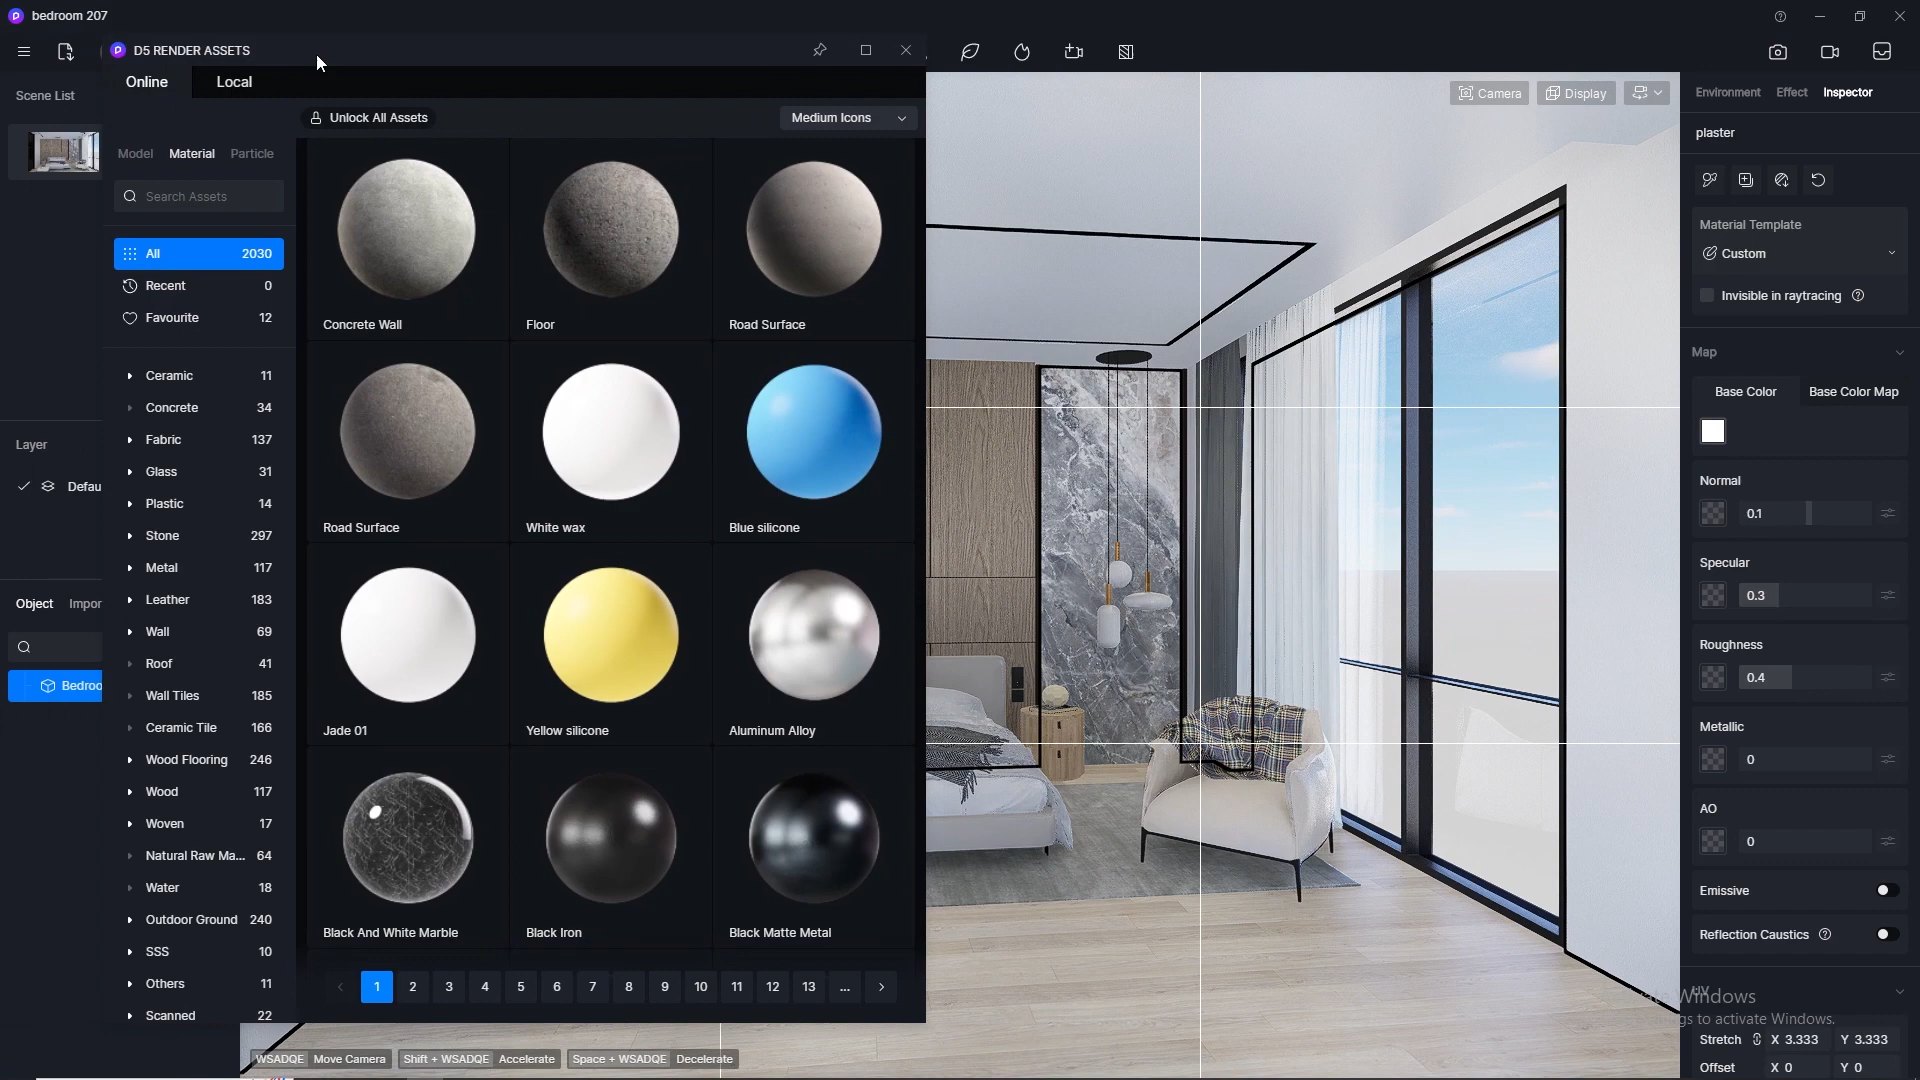 bedroom 207
D5 RENDER ASSETS
Online
Local
Scene List
Unlock All Assets
Medium Icons
Model
Material
Particle
Search Assets
All 2030
Recent 0
Favourite 12
Ceramic 11
Concrete 34
Fabric 137
Glass 31
Plastic 14
Stone 297
Metal 117
Leather 183
Wall 69
Roof 41
Wall Tiles 185
Ceramic Tile 166
Wood Flooring 246
Wood 117
Woven 17
Natural Raw Ma... 64
Water 18
Outdoor Ground 240
SSS 10
Others 11
Scanned 22
Concrete Wall
Floor
Road Surface
Road Surface
White wax
Blue silicone
Jade 01
Yellow silicone
Aluminum Alloy
Black And White Marble
Black Iron
Black Matte Metal
1 2 3 4 5 6 7 8 9 10 11 12 13 ...
Layer
Defau
Object
Impor
Bedroo
WSADQE Move Camera
Shift + WSADQE Accelerate
Space + WSADQE Decelerate
Camera
Display
Environment
Effect
Inspector
plaster
Material Template
Custom
Invisible in raytracing
Map
Base Color
Base Color Map
Normal
0.1
Specular
0.3
Roughness
0.4
Metallic
0
AO
0
Emissive
Reflection Caustics
UV
Windows
gs to activate Windows.
Stretch X 3.333 Y 3.333
Offset X 0 Y 0